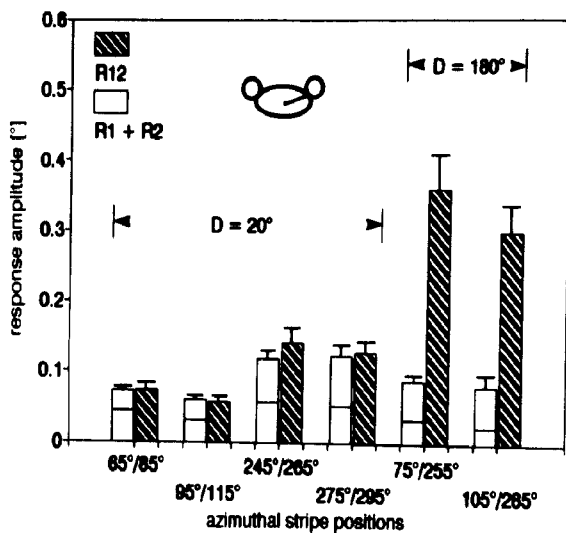 0.6
0.5
0.4
0.3
0.2
0.1
0
response amplitude [°]
R12
R1 + R2
D = 180°
D = 20°
65°/85°
95°/115°
245°/265°
275°/295°
75°/255°
105°/285°
azimuthal stripe positions